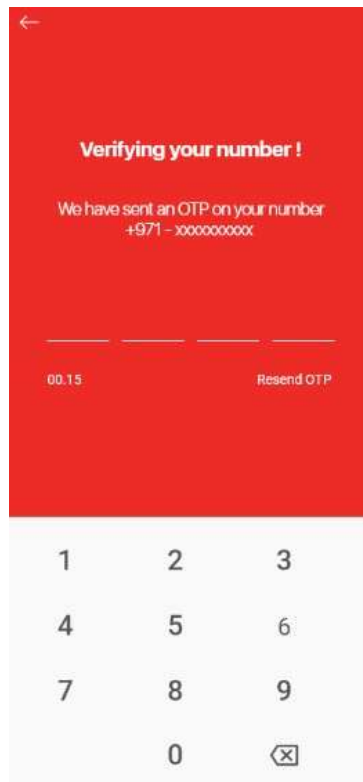 Verifying your number !
We have sent an OTP on your number
+971 - xxxxxxxxxx
00.15 Resend OTP
1 2 3
4 5 6
7 8 9
0